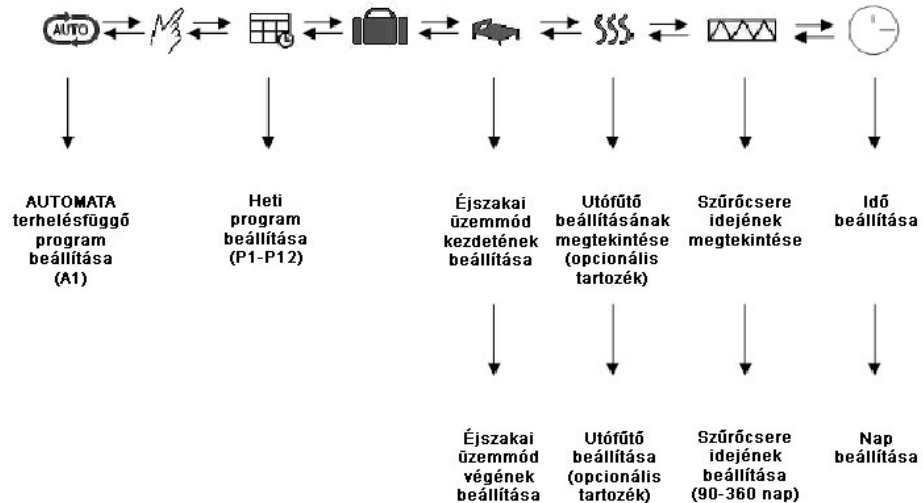 AUTO
AUTOMATA
terhelésfüggő
program
beállítása
(A1)
Heti
program
beállítása
(P1-P12)
Éjszakai
üzemmód
kezdetének
beállítása
Utófűtő
beállításának
megtekintése
(opcionális
tartozék)
Szűrőcsere
idejének
megtekintése
Idő
beállítása
Éjszakai
üzemmód
végének
beállítása
Utófűtő
beállítása
(opcionális
tartozék)
Szűrőcsere
idejének
beállítása
(90-360 nap)
Nap
beállítása